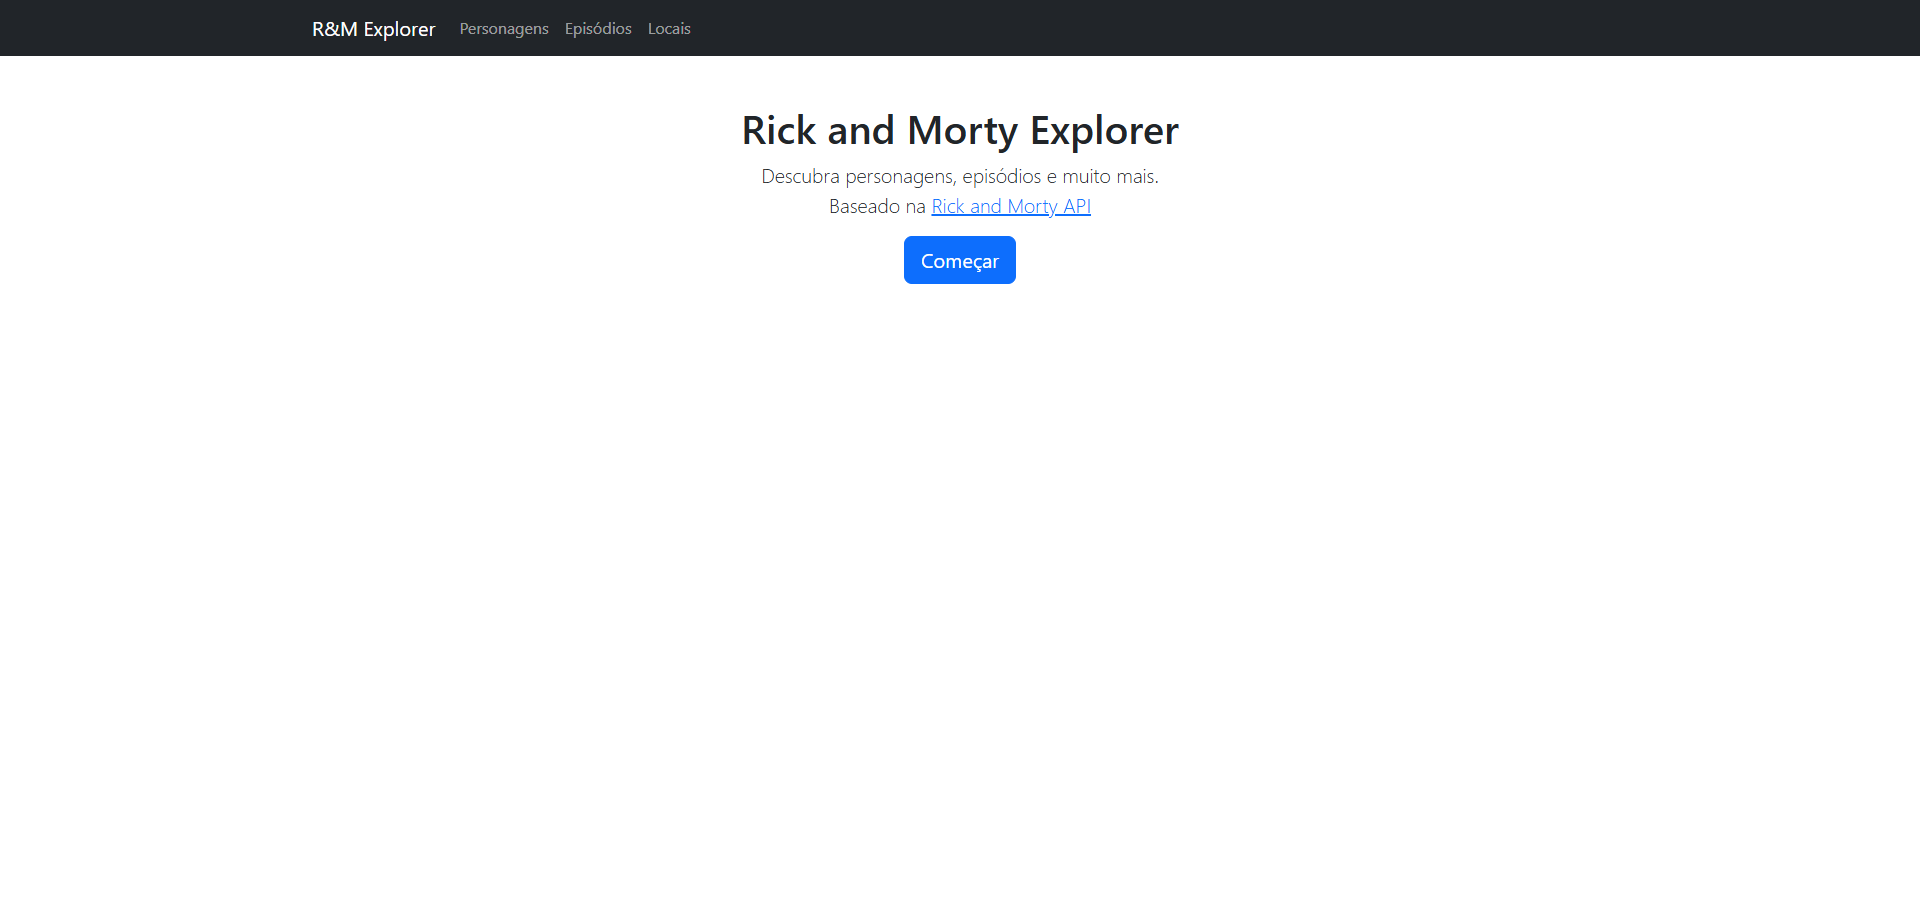 R&M Explorer Personagens Episódios Locais
Rick and Morty Explorer
Descubra personagens, episódios e muito mais.
Baseado na Rick and Morty API
Começar